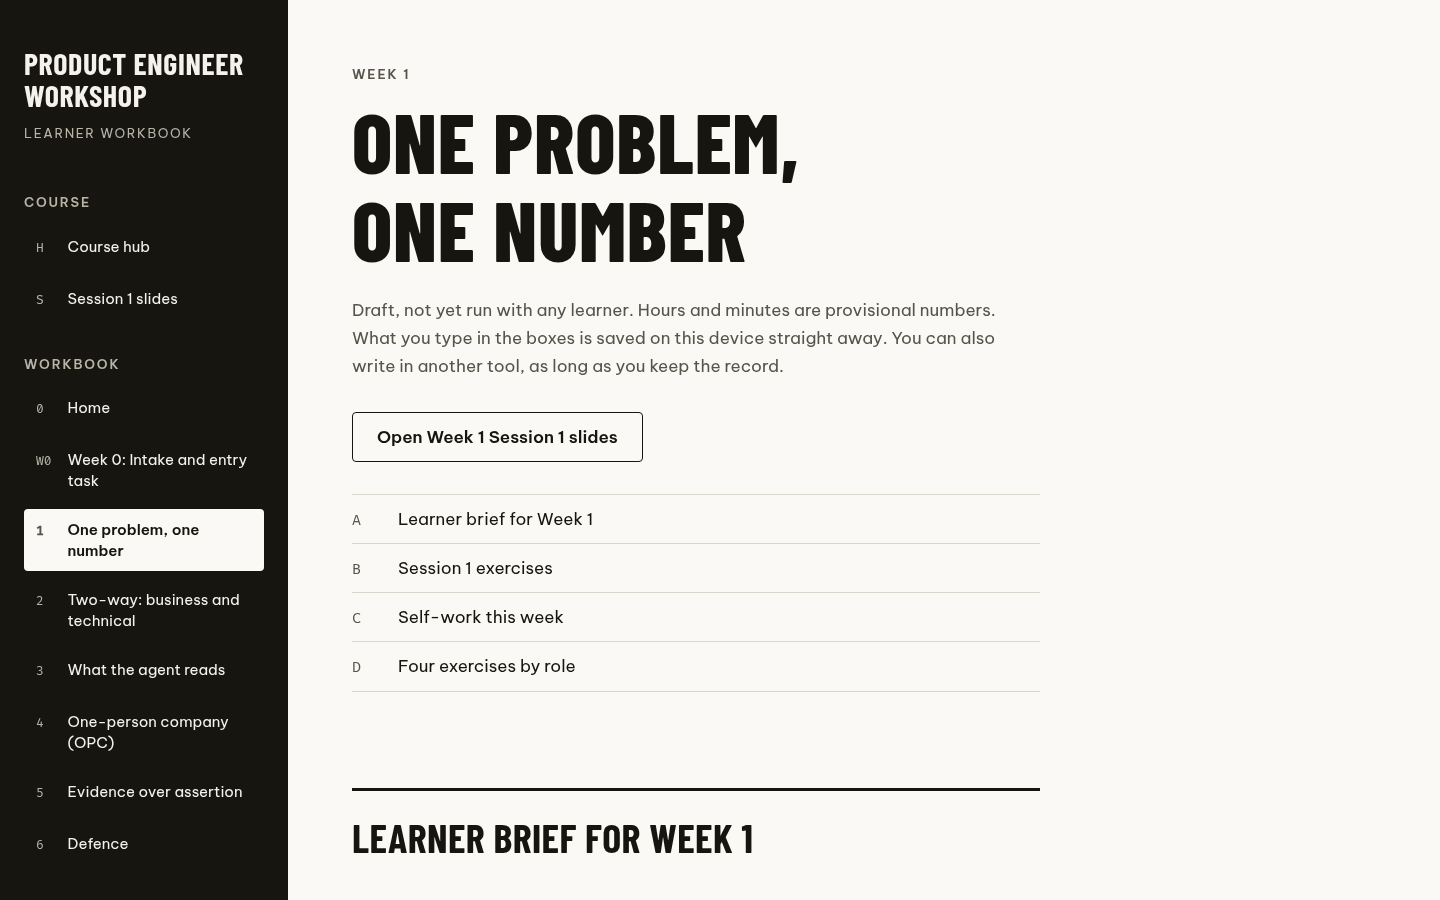 PRODUCT ENGINEER
WORKSHOP
LEARNER WORKBOOK
COURSE
H Course hub
S Session 1 slides
WORKBOOK
0 Home
W0 Week 0: Intake and entry
task
1 One problem, one
number
2 Two-way: business and
technical
3 What the agent reads
4 One-person company
(OPC)
5 Evidence over assertion
6 Defence
WEEK 1
ONE PROBLEM,
ONE NUMBER
Draft, not yet run with any learner. Hours and minutes are provisional numbers.
What you type in the boxes is saved on this device straight away. You can also
write in another tool, as long as you keep the record.
Open Week 1 Session 1 slides
A Learner brief for Week 1
B Session 1 exercises
C Self-work this week
D Four exercises by role
LEARNER BRIEF FOR WEEK 1